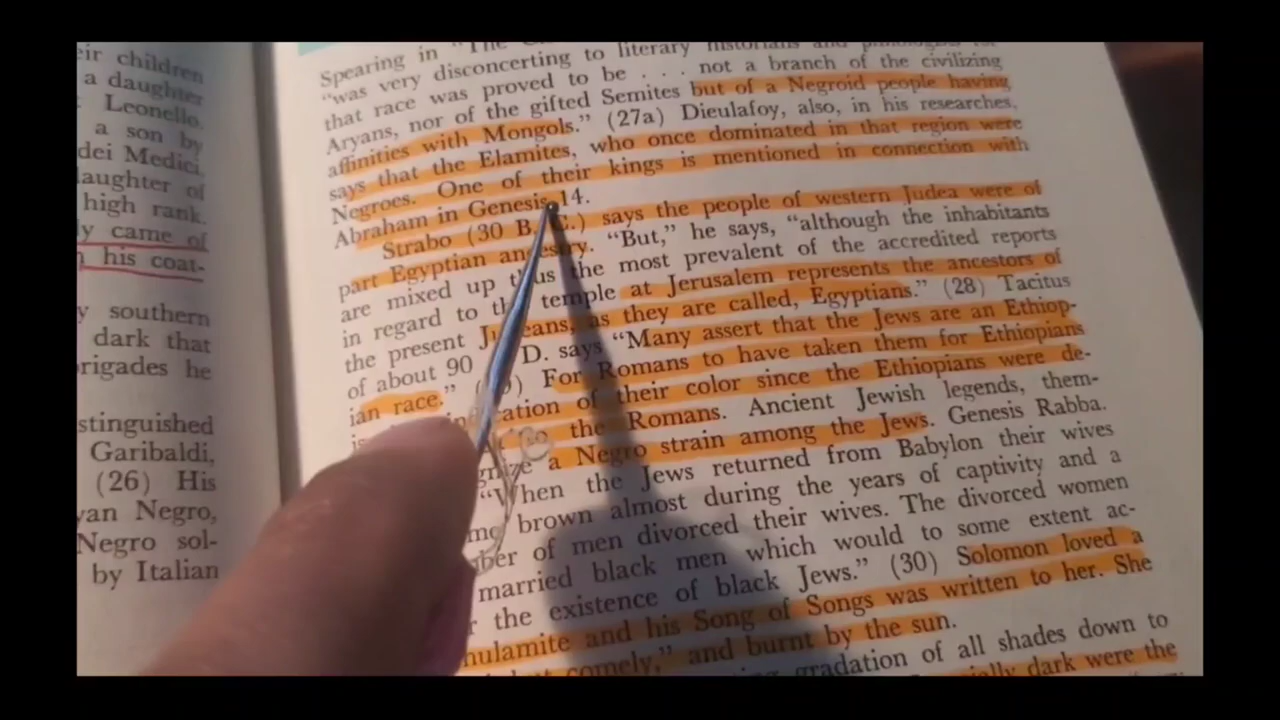 eir children
a daughter
Leonello.
a son by
dei Medici,
laughter of
high rank.
ly came of
his coat-
y southern
dark that
rigades he
stinguished
Garibaldi,
(26) His
van Negro,
Negro sol-
by Italian
Spearing in "The
"was very disconcerting to literary historians and
that race was proved to be . . . not a branch of the civilizing
Aryans, nor of the gifted Semites but of a Negroid people having
affinities with Mongols." (27a) Dieulafoy, also, in his researches,
says that the Elamites, who once dominated in that region were
Negroes. One of their kings is mentioned in connection with
Abraham in Genesis 14.
Strabo (30 B. C.) says the people of western Judea were of
part Egyptian ancestry. "But," he says, "although the inhabitants
are mixed up thus the most prevalent of the accredited reports
in regard to the temple at Jerusalem represents the ancestors of
the present Judeans, as they are called, Egyptians." (28) Tacitus
of about 90 D. says "Many assert that the Jews are an Ethiop-
ian race." For Romans to have taken them for Ethiopians
ation of their color since the Ethiopians were de-
the Romans. Ancient Jewish legends, them-
gnize a Negro strain among the Jews. Genesis Rabba.
"When the Jews returned from Babylon their wives
brown almost during the years of captivity and a
ber of men divorced their wives. The divorced women
married black men which would to some extent ac-
the existence of black Jews." (30) Solomon loved a
hulamite and his Song of Songs was written to her. She
comely," and burnt by the sun.
gradation of all shades down to
dark were the